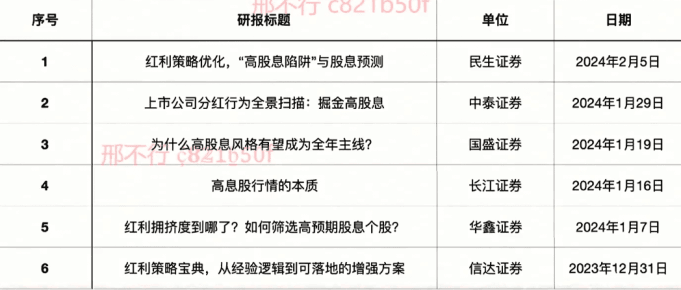 邢不行 c821b50f
序号 研报标题 单位 日期
1 红利策略优化，“高股息陷阱”与股息预测 民生证券 2024年2月5日
2 上市公司分红行为全景扫描：掘金高股息 中泰证券 2024年1月29日
3 为什么高股息风格有望成为全年主线？ 国盛证券 2024年1月19日
邢不行 c821b50f
4 高息股行情的本质 长江证券 2024年1月16日
5 红利拥挤度到哪了？如何筛选高预期股息个股？ 华鑫证券 2024年1月7日
6 红利策略宝典，从经验逻辑到可落地的增强方案 信达证券 2023年12月31日